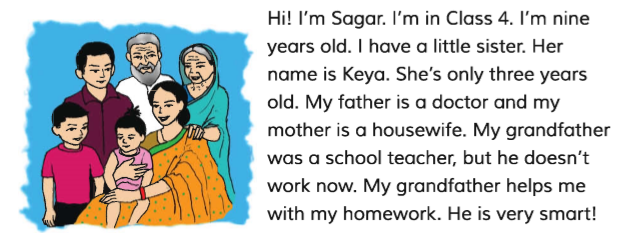 Hi! I'm Sagar. I'm in Class 4. I'm nine
years old. I have a little sister. Her
name is Keya. She's only three years
old. My father is a doctor and my
mother is a housewife. My grandfather
was a school teacher, but he doesn't
work now. My grandfather helps me
with my homework. He is very smart!